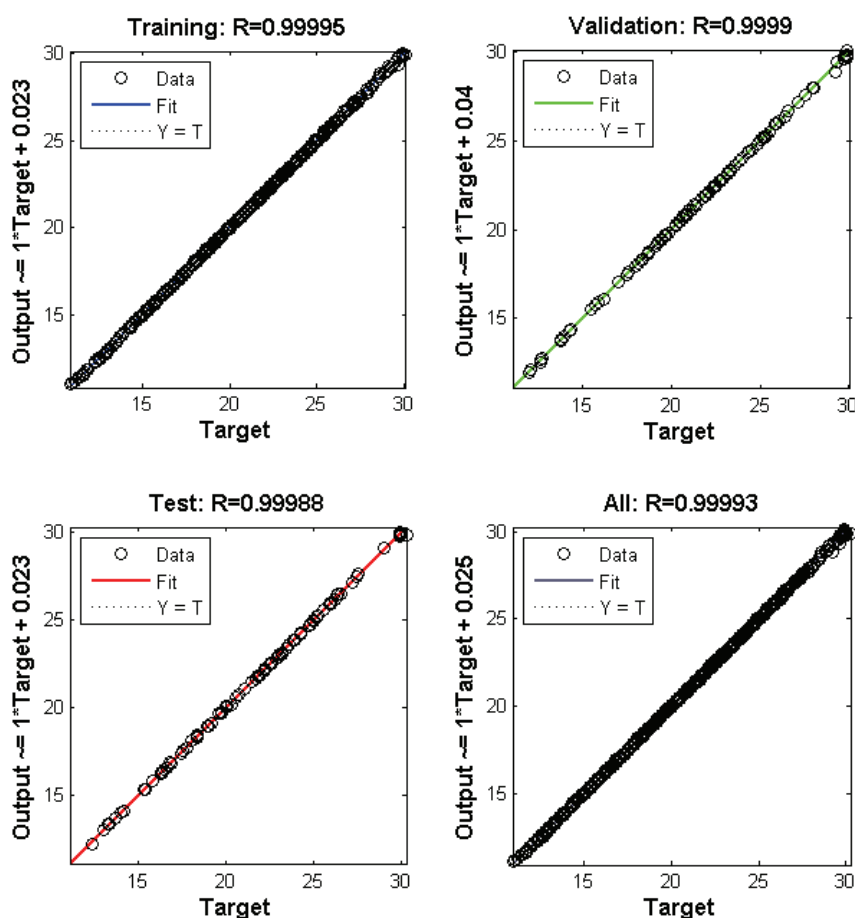 Training: R=0.99995
Output ~= 1*Target + 0.023
30
25
20
15
Data
Fit
Y = T
15 20 25 30
Target
Validation: R=0.9999
Output ~= 1*Target + 0.04
30
25
20
15
Data
Fit
Y = T
15 20 25 30
Target
Test: R=0.99988
Output ~= 1*Target + 0.023
30
25
20
15
Data
Fit
Y = T
15 20 25 30
Target
All: R=0.99993
Output ~= 1*Target + 0.025
30
25
20
15
Data
Fit
Y = T
15 20 25 30
Target